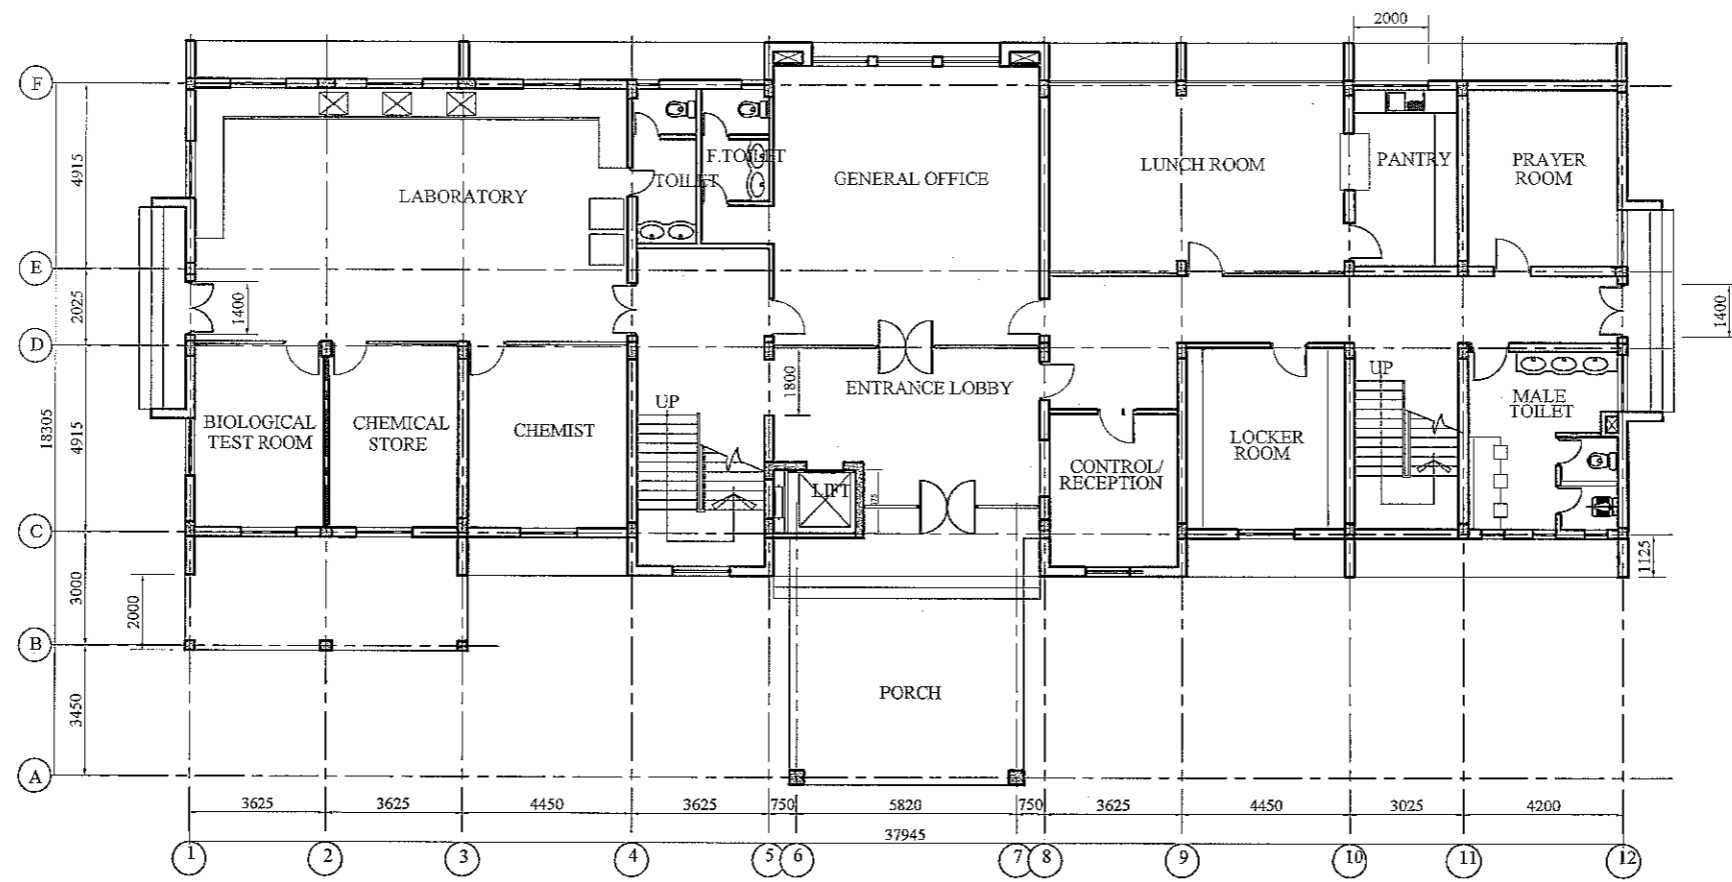 2000
F
4915
LABORATORY
TOILET
F.TOILET
GENERAL OFFICE
LUNCH ROOM
PANTRY
PRAYER
ROOM
E
2025
1400
1400
D
18305
4915
BIOLOGICAL
TEST ROOM
CHEMICAL
STORE
CHEMIST
UP
1800
ENTRANCE LOBBY
LIFT
CONTROL/
RECEPTION
LOCKER
ROOM
UP
MALE
TOILET
C
3000
2000
1125
B
3450
PORCH
A
3625
3625
4450
3625
750
5820
750
3625
4450
3025
4200
37945
1
2
3
4
5
6
7
8
9
10
11
12